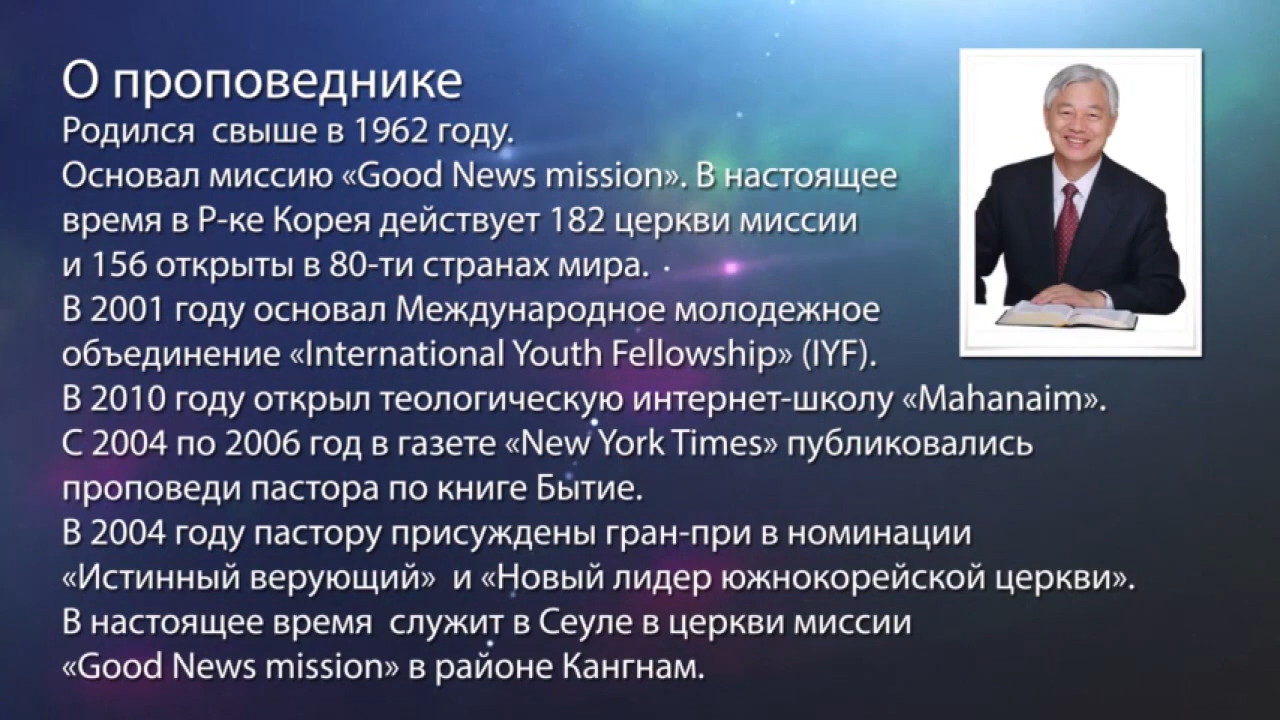 О проповеднике
Родился свыше в 1962 году.
Основал миссию «Good News mission». В настоящее
время в Р-ке Корея действует 182 церкви миссии
и 156 открыты в 80-ти странах мира.
В 2001 году основал Международное молодежное
объединение «International Youth Fellowship» (IYF).
В 2010 году открыл теологическую интернет-школу «Mahanaim».
С 2004 по 2006 год в газете «New York Times» публиковались
проповеди пастора по книге Бытие.
В 2004 году пастору присуждены гран-при в номинации
«Истинный верующий» и «Новый лидер южнокорейской церкви».
В настоящее время служит в Сеуле в церкви миссии
«Good News mission» в районе Кангнам.